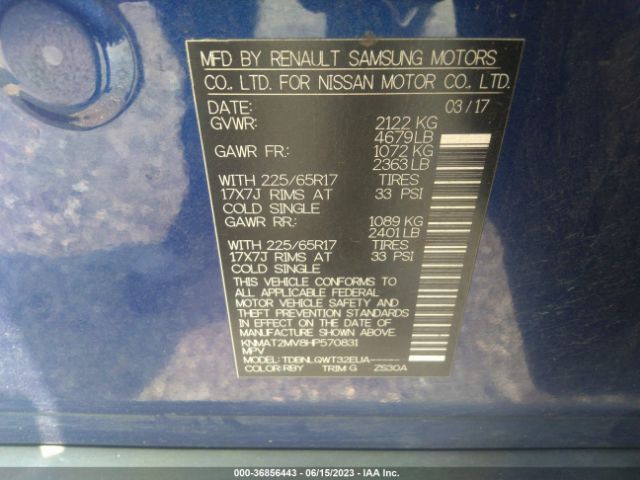 MFD BY RENAULT SAMSUNG MOTORS
CO., LTD. FOR NISSAN MOTOR CO., LTD.
DATE: 03/17
GVWR: 2122 KG
4679LB
GAWR FR: 1072 KG
2363 LB
WITH 225/65R17 TIRES
17X7J RIMS AT 33 PSI
COLD SINGLE
GAWR RR: 1089 KG
2401 LB
WITH 225/65R17 TIRES
17X7J RIMS AT 33 PSI
COLD SINGLE
THIS VEHICLE CONFORMS TO
ALL APPLICABLE FEDERAL
MOTOR VEHICLE SAFETY AND
THEFT PREVENTION STANDARDS
IN EFFECT ON THE DATE OF
MANUFACTURE SHOWN ABOVE.
KNMAT2MV8HP570831
MPV
MODEL: TDBNLQWT32EUA-----
COLOR:RBY TRIM: G ZS30A
000-36856443 - 06/15/2023 - IAA Inc.